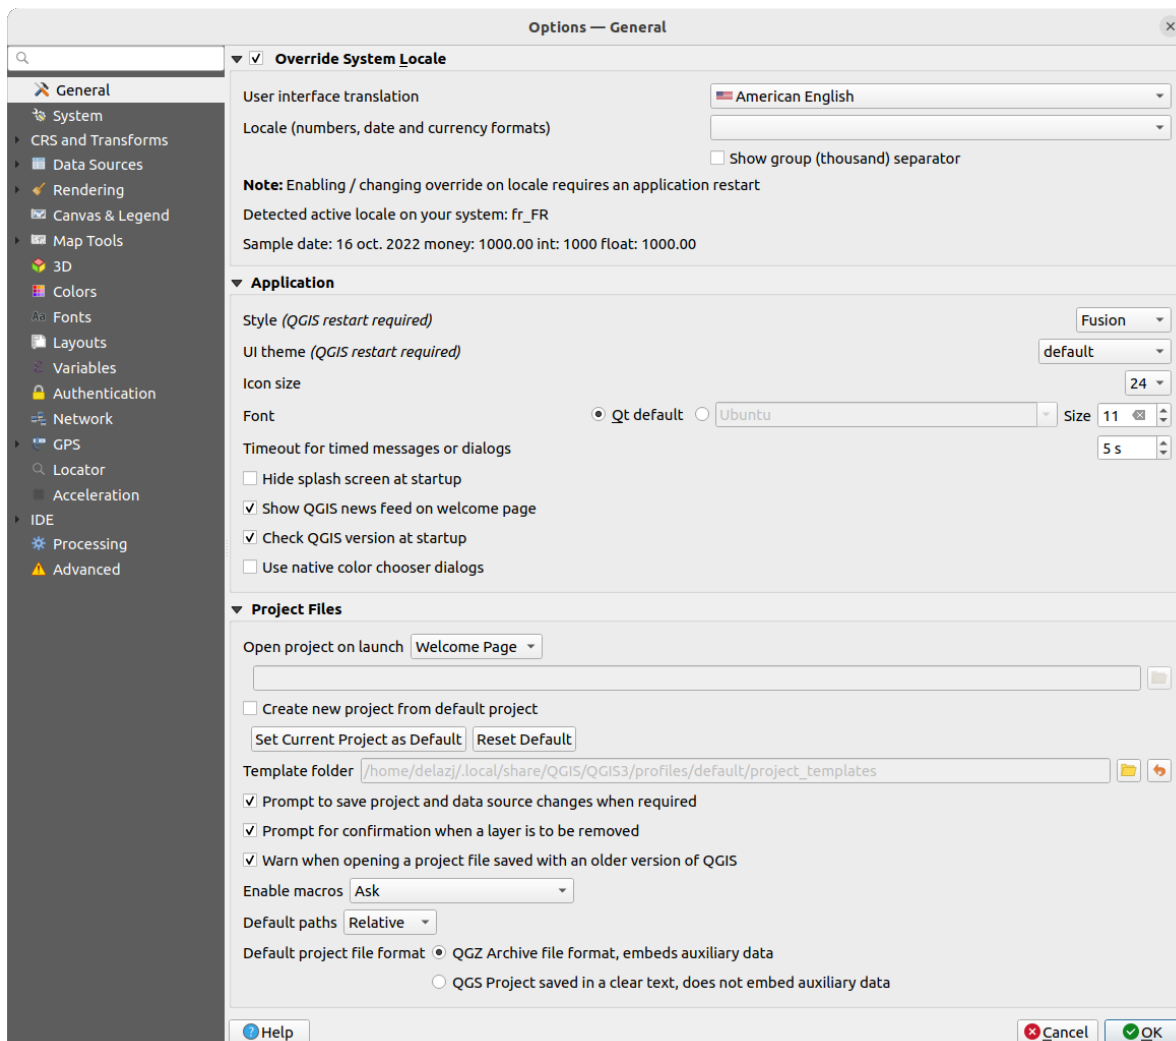 Options — General
General
System
CRS and Transforms
Data Sources
Rendering
Canvas & Legend
Map Tools
3D
Colors
Fonts
Layouts
Variables
Authentication
Network
GPS
Locator
Acceleration
IDE
Processing
Advanced
Override System Locale
User interface translation American English
Locale (numbers, date and currency formats)
Show group (thousand) separator
Note: Enabling / changing override on locale requires an application restart
Detected active locale on your system: fr_FR
Sample date: 16 oct. 2022 money: 1000.00 int: 1000 float: 1000.00
Application
Style (QGIS restart required) Fusion
UI theme (QGIS restart required) default
Icon size 24
Font Qt default Ubuntu Size 11
Timeout for timed messages or dialogs 5 s
Hide splash screen at startup
Show QGIS news feed on welcome page
Check QGIS version at startup
Use native color chooser dialogs
Project Files
Open project on launch Welcome Page
Create new project from default project
Set Current Project as Default Reset Default
Template folder /home/delazj/.local/share/QGIS/QGIS3/profiles/default/project_templates
Prompt to save project and data source changes when required
Prompt for confirmation when a layer is to be removed
Warn when opening a project file saved with an older version of QGIS
Enable macros Ask
Default paths Relative
Default project file format QGZ Archive file format, embeds auxiliary data
QGS Project saved in a clear text, does not embed auxiliary data
Help Cancel OK